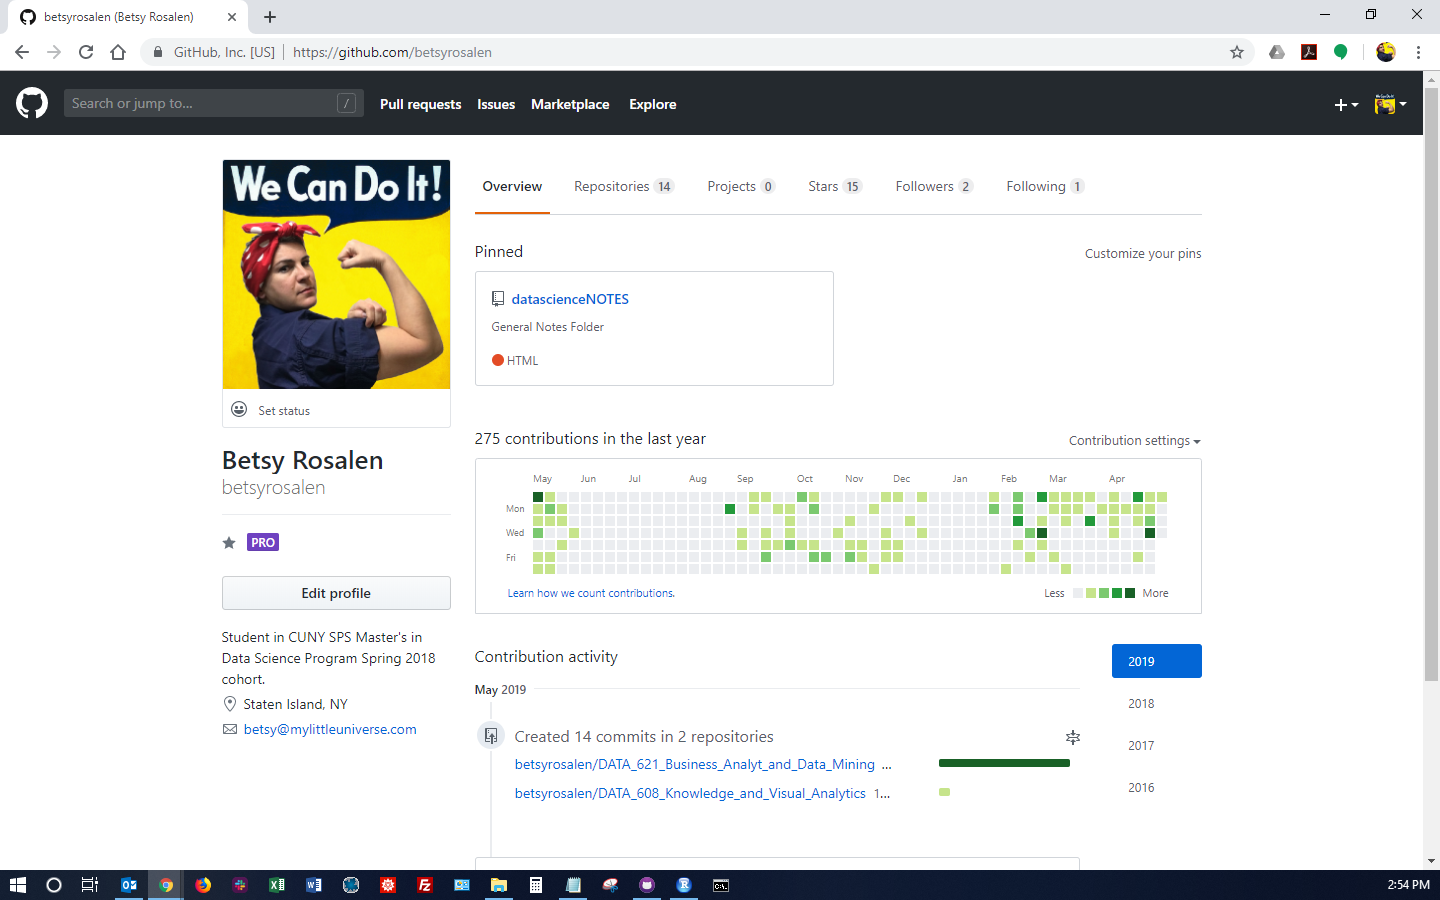 betsyrosalen (Betsy Rosalen)
GitHub, Inc. [US]
https://github.com/betsyrosalen
Search or jump to...
/
Pull requests
Issues
Marketplace
Explore
We Can Do It!
Set status
Betsy Rosalen
betsyrosalen
PRO
Edit profile
Student in CUNY SPS Master's in
Data Science Program Spring 2018
cohort.
Staten Island, NY
betsy@mylittleuniverse.com
Overview
Repositories 14
Projects 0
Stars 15
Followers 2
Following 1
Pinned
Customize your pins
datascienceNOTES
General Notes Folder
HTML
275 contributions in the last year
Contribution settings
May Jun Jul Aug Sep Oct Nov Dec Jan Feb Mar Apr
Mon
Wed
Fri
Learn how we count contributions.
Less
More
Contribution activity
2019
2018
2017
2016
May 2019
Created 14 commits in 2 repositories
betsyrosalen/DATA_621_Business_Analyt_and_Data_Mining ...
betsyrosalen/DATA_608_Knowledge_and_Visual_Analytics 1...
2:54 PM